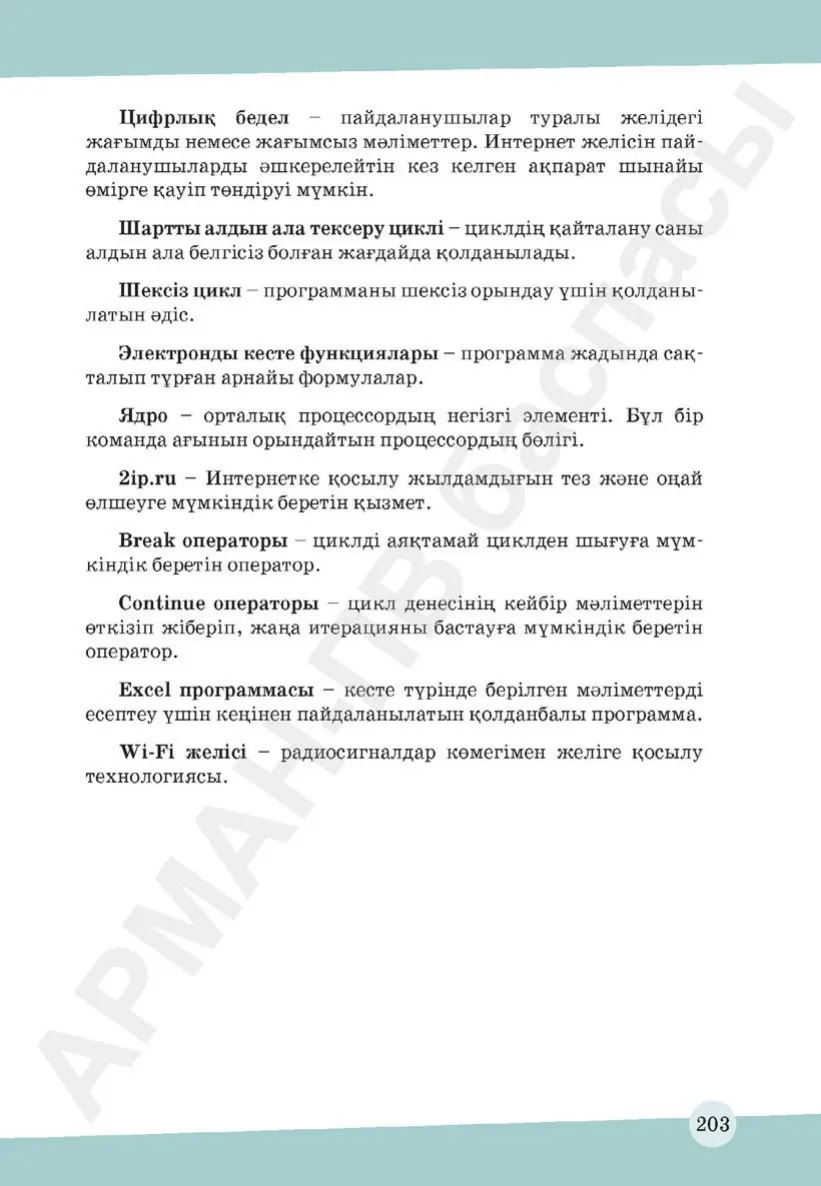 Цифрлық бедел – пайдаланушылар туралы желідегі
жағымды немесе жағымсыз мәліметтер. Интернет желісін пай-
даланушыларды әшкерелейтін кез келген ақпарат шынайы
өмірге қауіп төндіруі мүмкін.
Шартты алдын ала тексеру циклі – циклдің қайталану саны
алдын ала белгісіз болған жағдайда қолданылады.
Шексіз цикл – программаны шексіз орындау үшін қолданы-
латын әдіс.
Электронды кесте функциялары – программа жадында сақ-
талып тұрған арнайы формулалар.
Ядро – орталық процессордың негізгі элементі. Бұл бір
команда ағынын орындайтын процессордың бөлігі.
2ip.ru – Интернетке қосылу жылдамдығын тез және оңай
өлшеуге мүмкіндік беретін қызмет.
Break операторы – циклді аяқтамай циклден шығуға мүм-
кіндік беретін оператор.
Continue операторы – цикл денесінің кейбір мәліметтерін
өткізіп жіберіп, жаңа итерацияны бастауға мүмкіндік беретін
оператор.
Excel программасы – кесте түрінде берілген мәліметтерді
есептеу үшін кеңінен пайдаланылатын қолданбалы программа.
Wi-Fi желісі – радиосигналдар көмегімен желіге қосылу
технологиясы.
АРМАН-ПВ баспасы
203